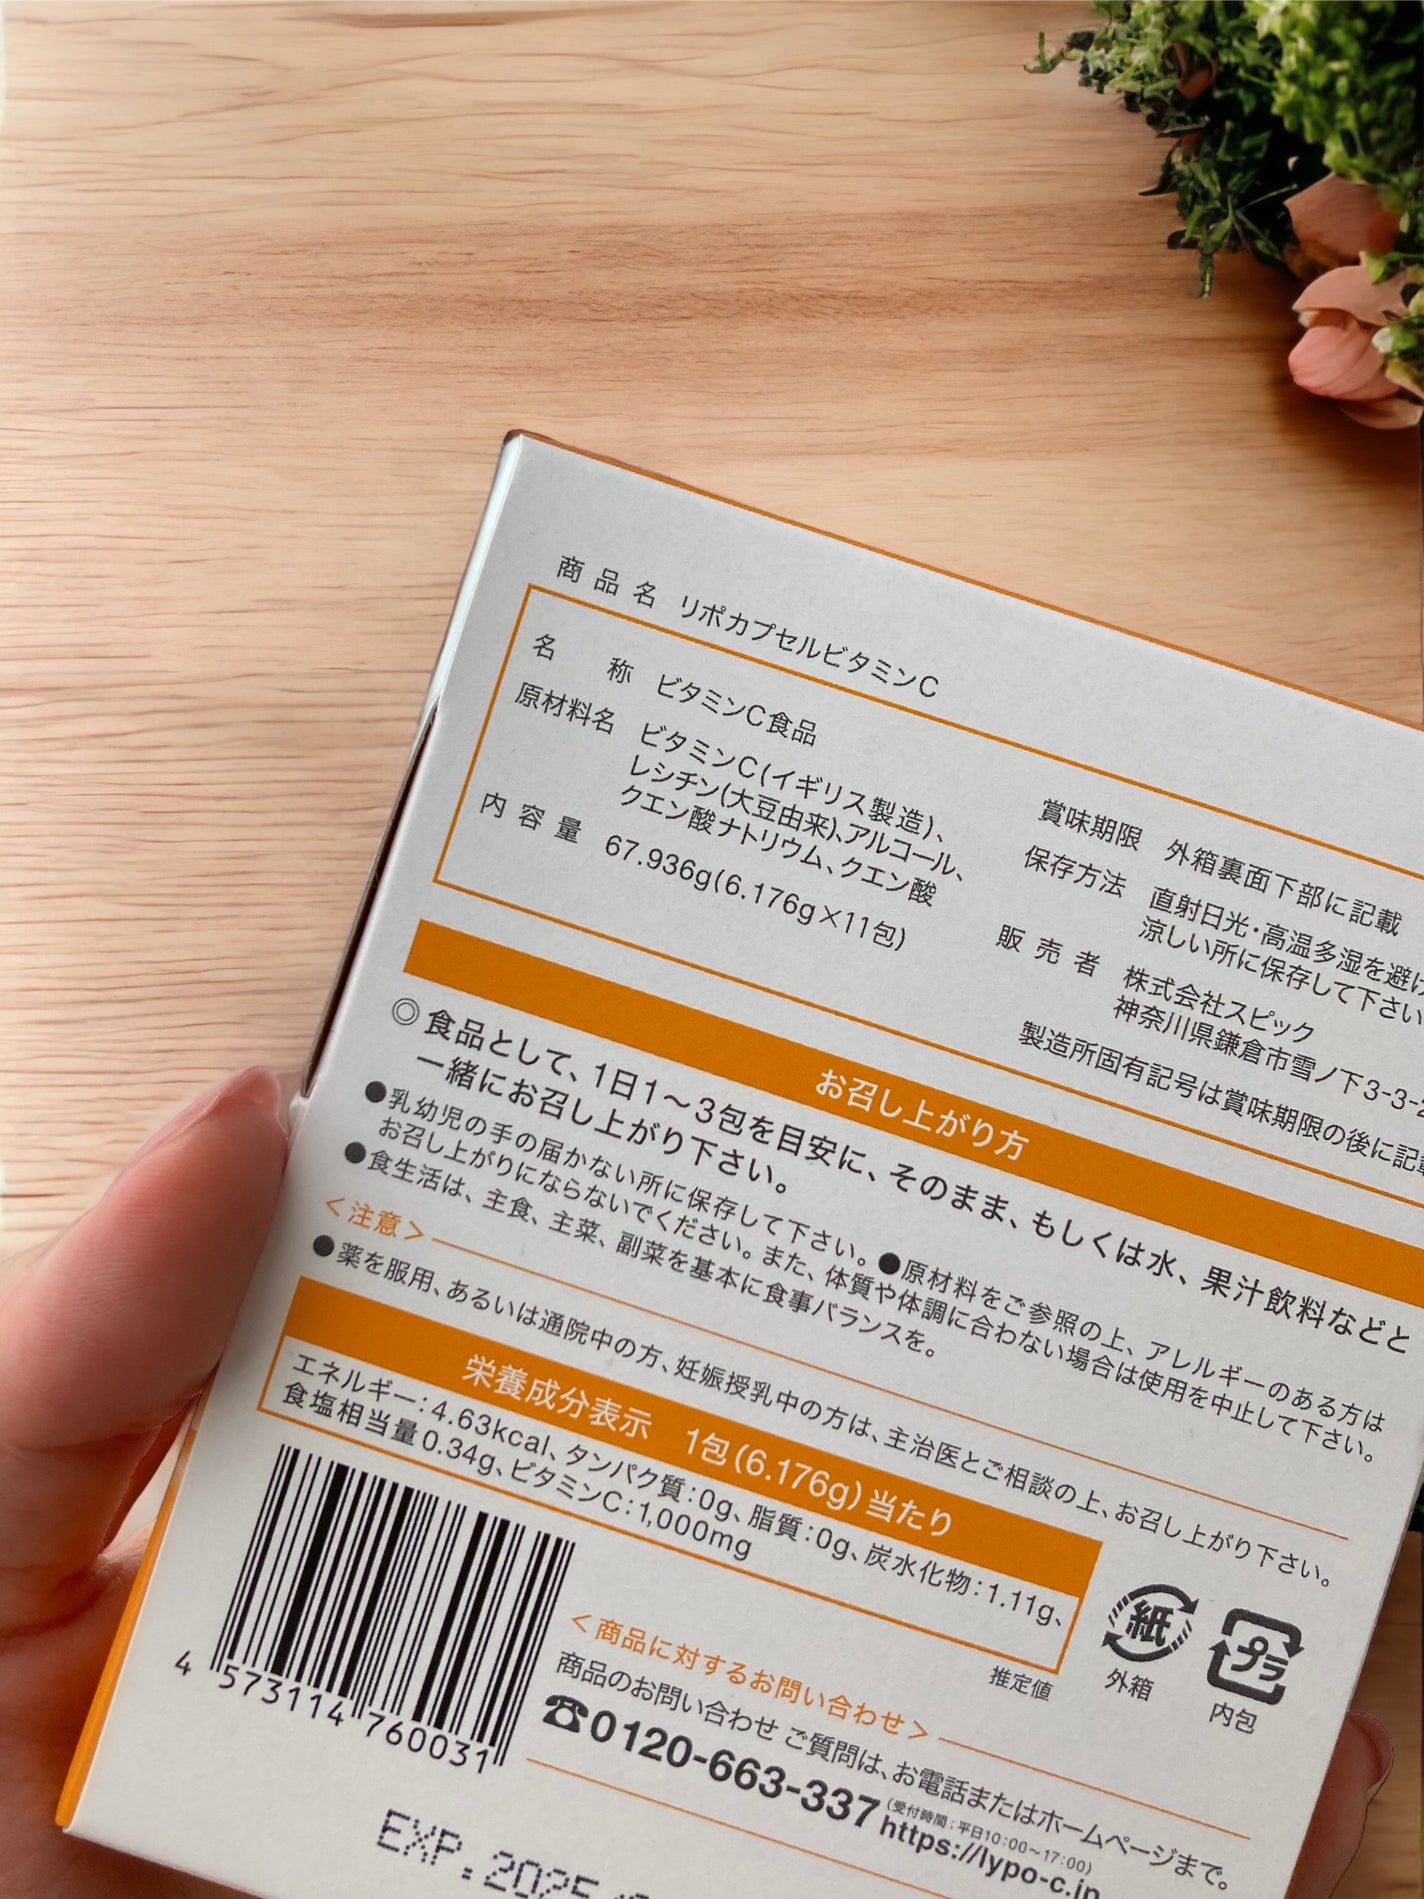 商品名 リポカプセルビタミンC
名称 ビタミンC食品
原材料名 ビタミンC(イギリス製造)、
レシチン(大豆由来)、アルコール、
クエン酸ナトリウム、クエン酸
内容量 67.936g(6.176g×11包)
賞味期限 外箱裏面下部に記載
保存方法 直射日光・高温多湿を避け
涼しい所に保存して下さい
販売者 株式会社スピック
神奈川県鎌倉市雪ノ下3-3-2
製造所固有記号は賞味期限の後に記載
お召し上がり方
◎食品として、1日1〜3包を目安に、そのまま、もしくは水、果汁飲料などと
一緒にお召し上がり下さい。
●乳幼児の手の届かない所に保存して下さい。●原材料をご参照の上、アレルギーのある方は
お召し上がりにならないでください。また、体質や体調に合わない場合は使用を中止して下さい。
●食生活は、主食、主菜、副菜を基本に食事バランスを。
<注意>
●薬を服用、あるいは通院中の方、妊娠授乳中の方は、主治医とご相談の上、お召し上がり下さい。
栄養成分表示 1包(6.176g)当たり
エネルギー:4.63kcal、タンパク質:0g、脂質:0g、炭水化物:1.11g、
食塩相当量0.34g、ビタミンC:1,000mg
推定値
紙
外箱
プラ
内包
4 573114 760031
<商品に対するお問い合わせ>
商品のお問い合わせ ご質問は、お電話またはホームページまで。
☎0120-663-337(受付時間:平日10:00〜17:00)
https://lypo-c.jp
EXP.2025